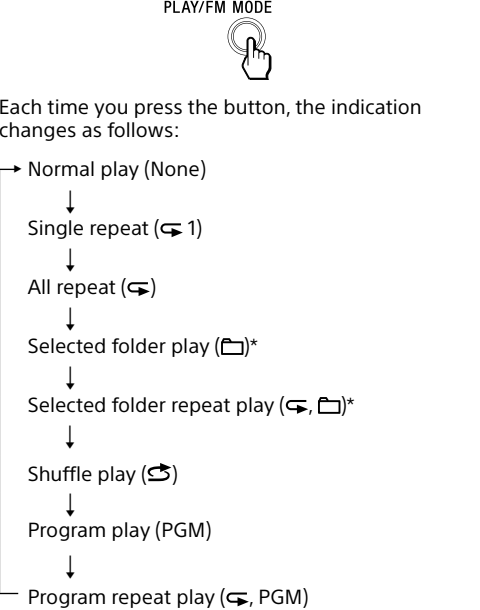 PLAY/FM MODE
Each time you press the button, the indication
changes as follows:
Normal play (None)
Single repeat ( 1)
All repeat ()
Selected folder play ()*
Selected folder repeat play (, )*
Shuffle play ()
Program play (PGM)
Program repeat play (, PGM)